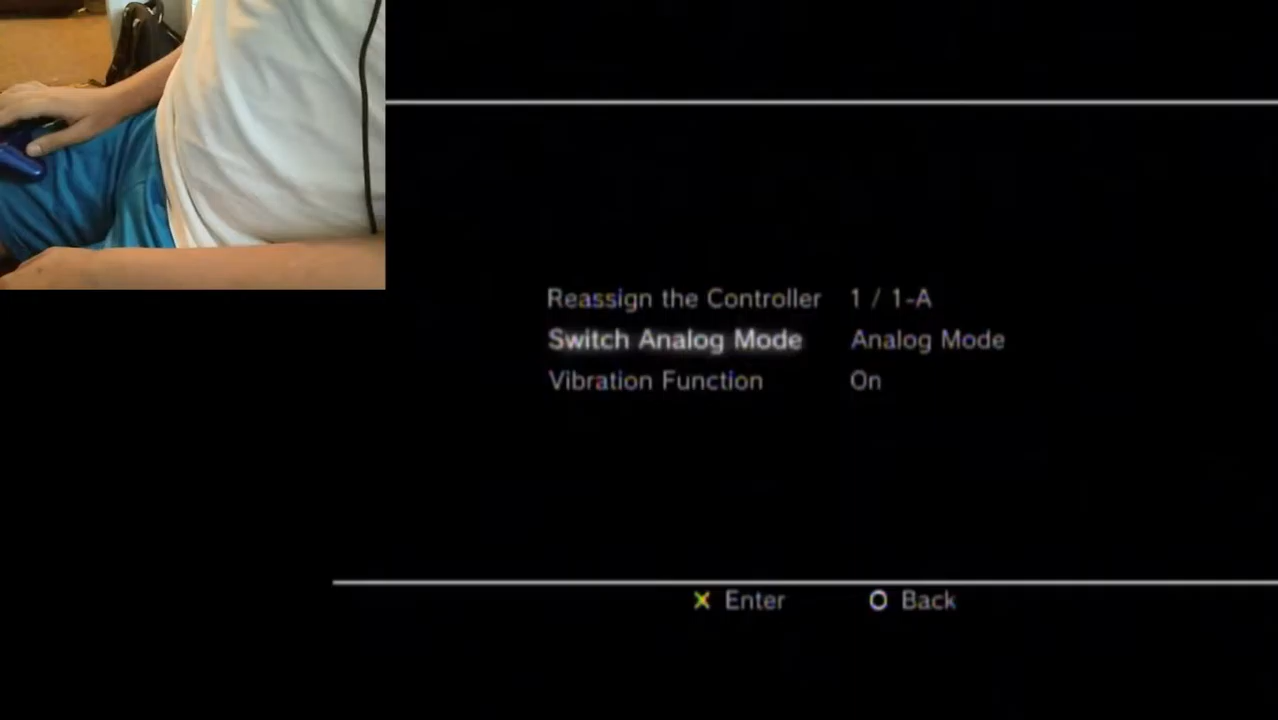 Reassign the Controller 1 / 1-A
Switch Analog Mode Analog Mode
Vibration Function On
X Enter O Back